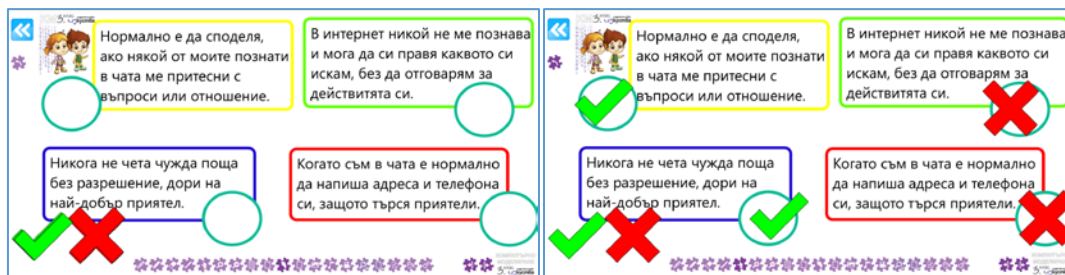 Нормално е да споделя,
ако някой от моите познати
в чата ме притесни с
въпроси или отношение.
В интернет никой не ме познава
и мога да си правя каквото си
искам, без да отговарям за
действитята си.
Никога не чета чужда поща
без разрешение, дори на
най-добър приятел.
Когато съм в чата е нормално
да напиша адреса и телефона
си, защото търся приятели.
Нормално е да споделя,
ако някой от моите познати
в чата ме притесни с
въпроси или отношение.
В интернет никой не ме познава
и мога да си правя каквото си
искам, без да отговарям за
действитята си.
Никога не чета чужда поща
без разрешение, дори на
най-добър приятел.
Когато съм в чата е нормално
да напиша адреса и телефона
си, защото търся приятели.